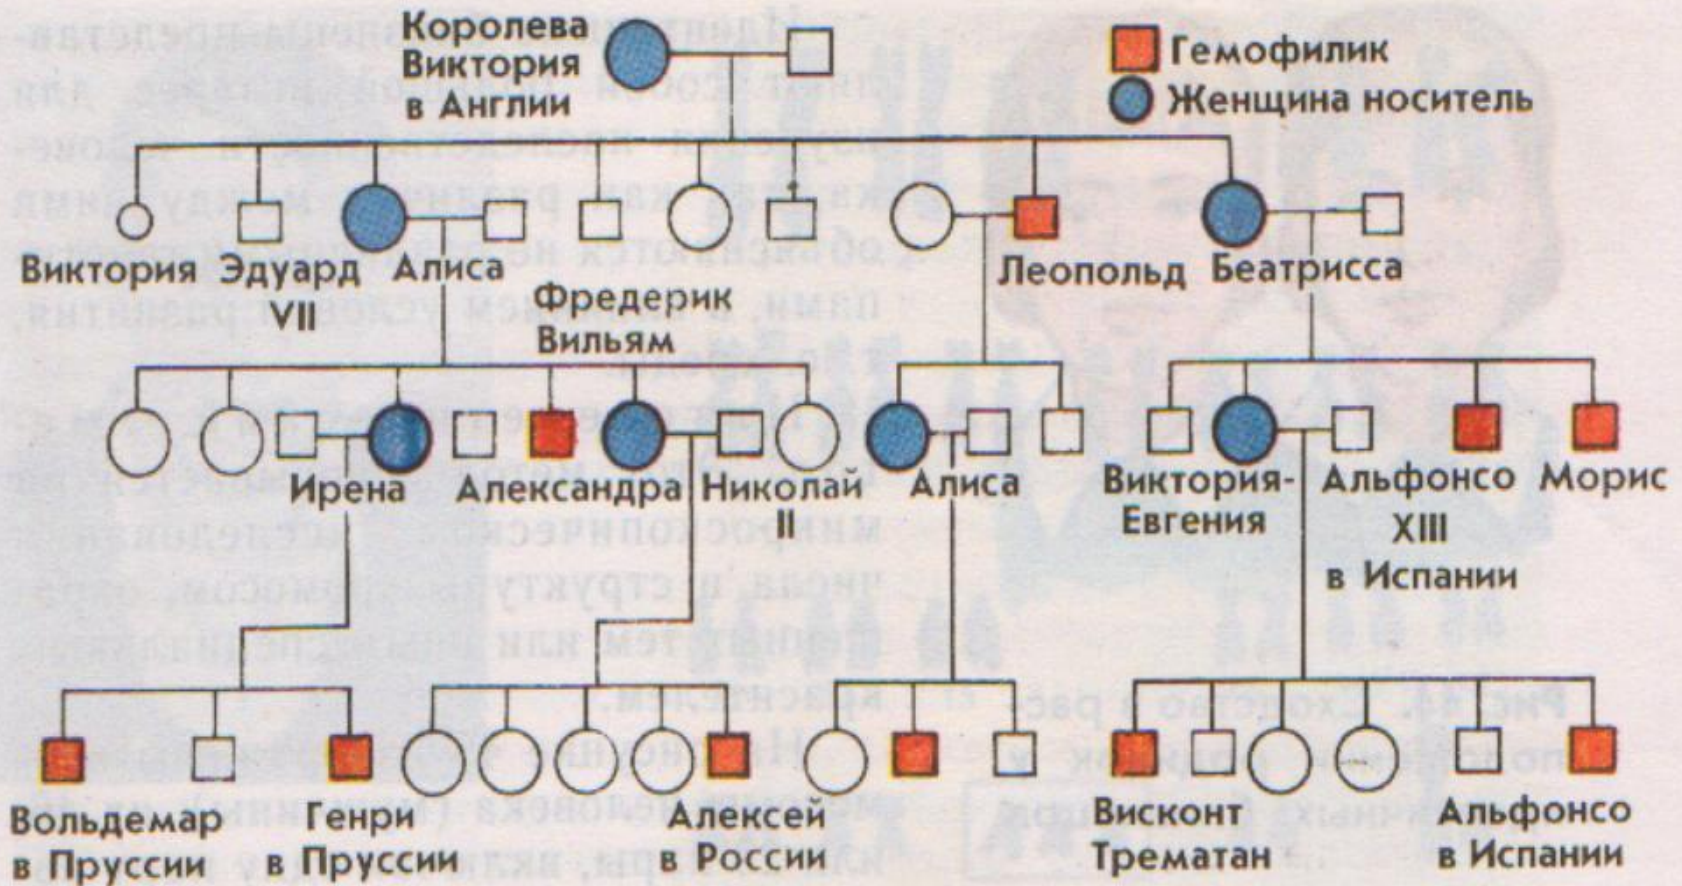 Королева
Виктория
в Англии
Гемофилик
Женщина носитель
Виктория Эдуард Алиса Леопольд Беатрисса
VII
Фредерик
Вильям
Ирена Александра Николай Алиса Виктория- Альфонсо Морис
II Евгения XIII
в Испании
Вольдемар Генри Алексей Висконт Альфонсо
в Пруссии в Пруссии в России Трематан в Испании